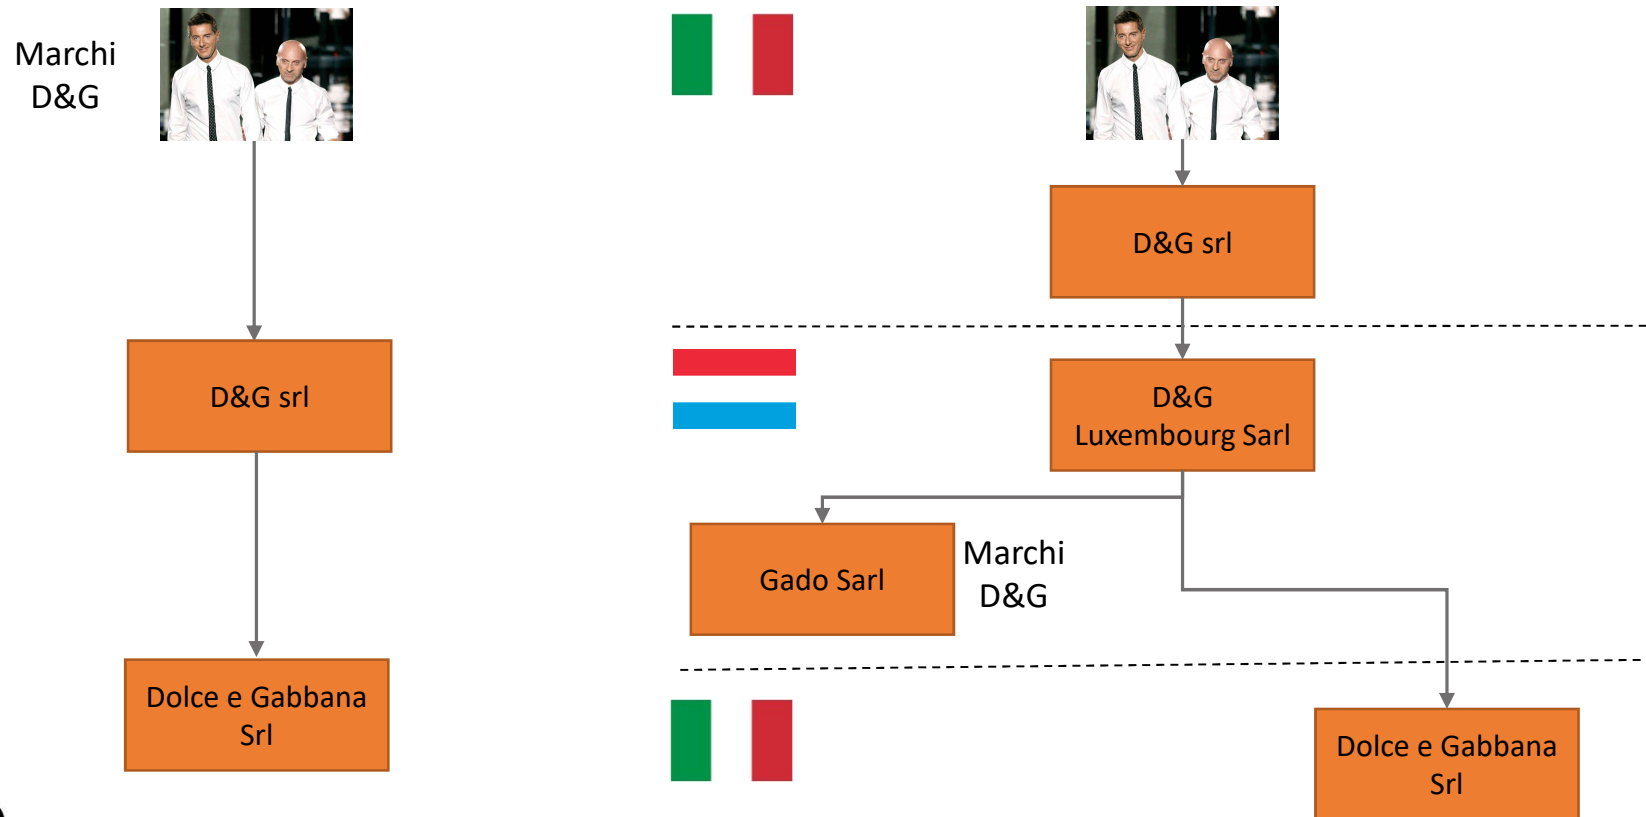 Marchi
D&G
D&G srl
Dolce e Gabbana
Srl
D&G srl
D&G
Luxembourg Sarl
Gado Sarl
Marchi
D&G
Dolce e Gabbana
Srl